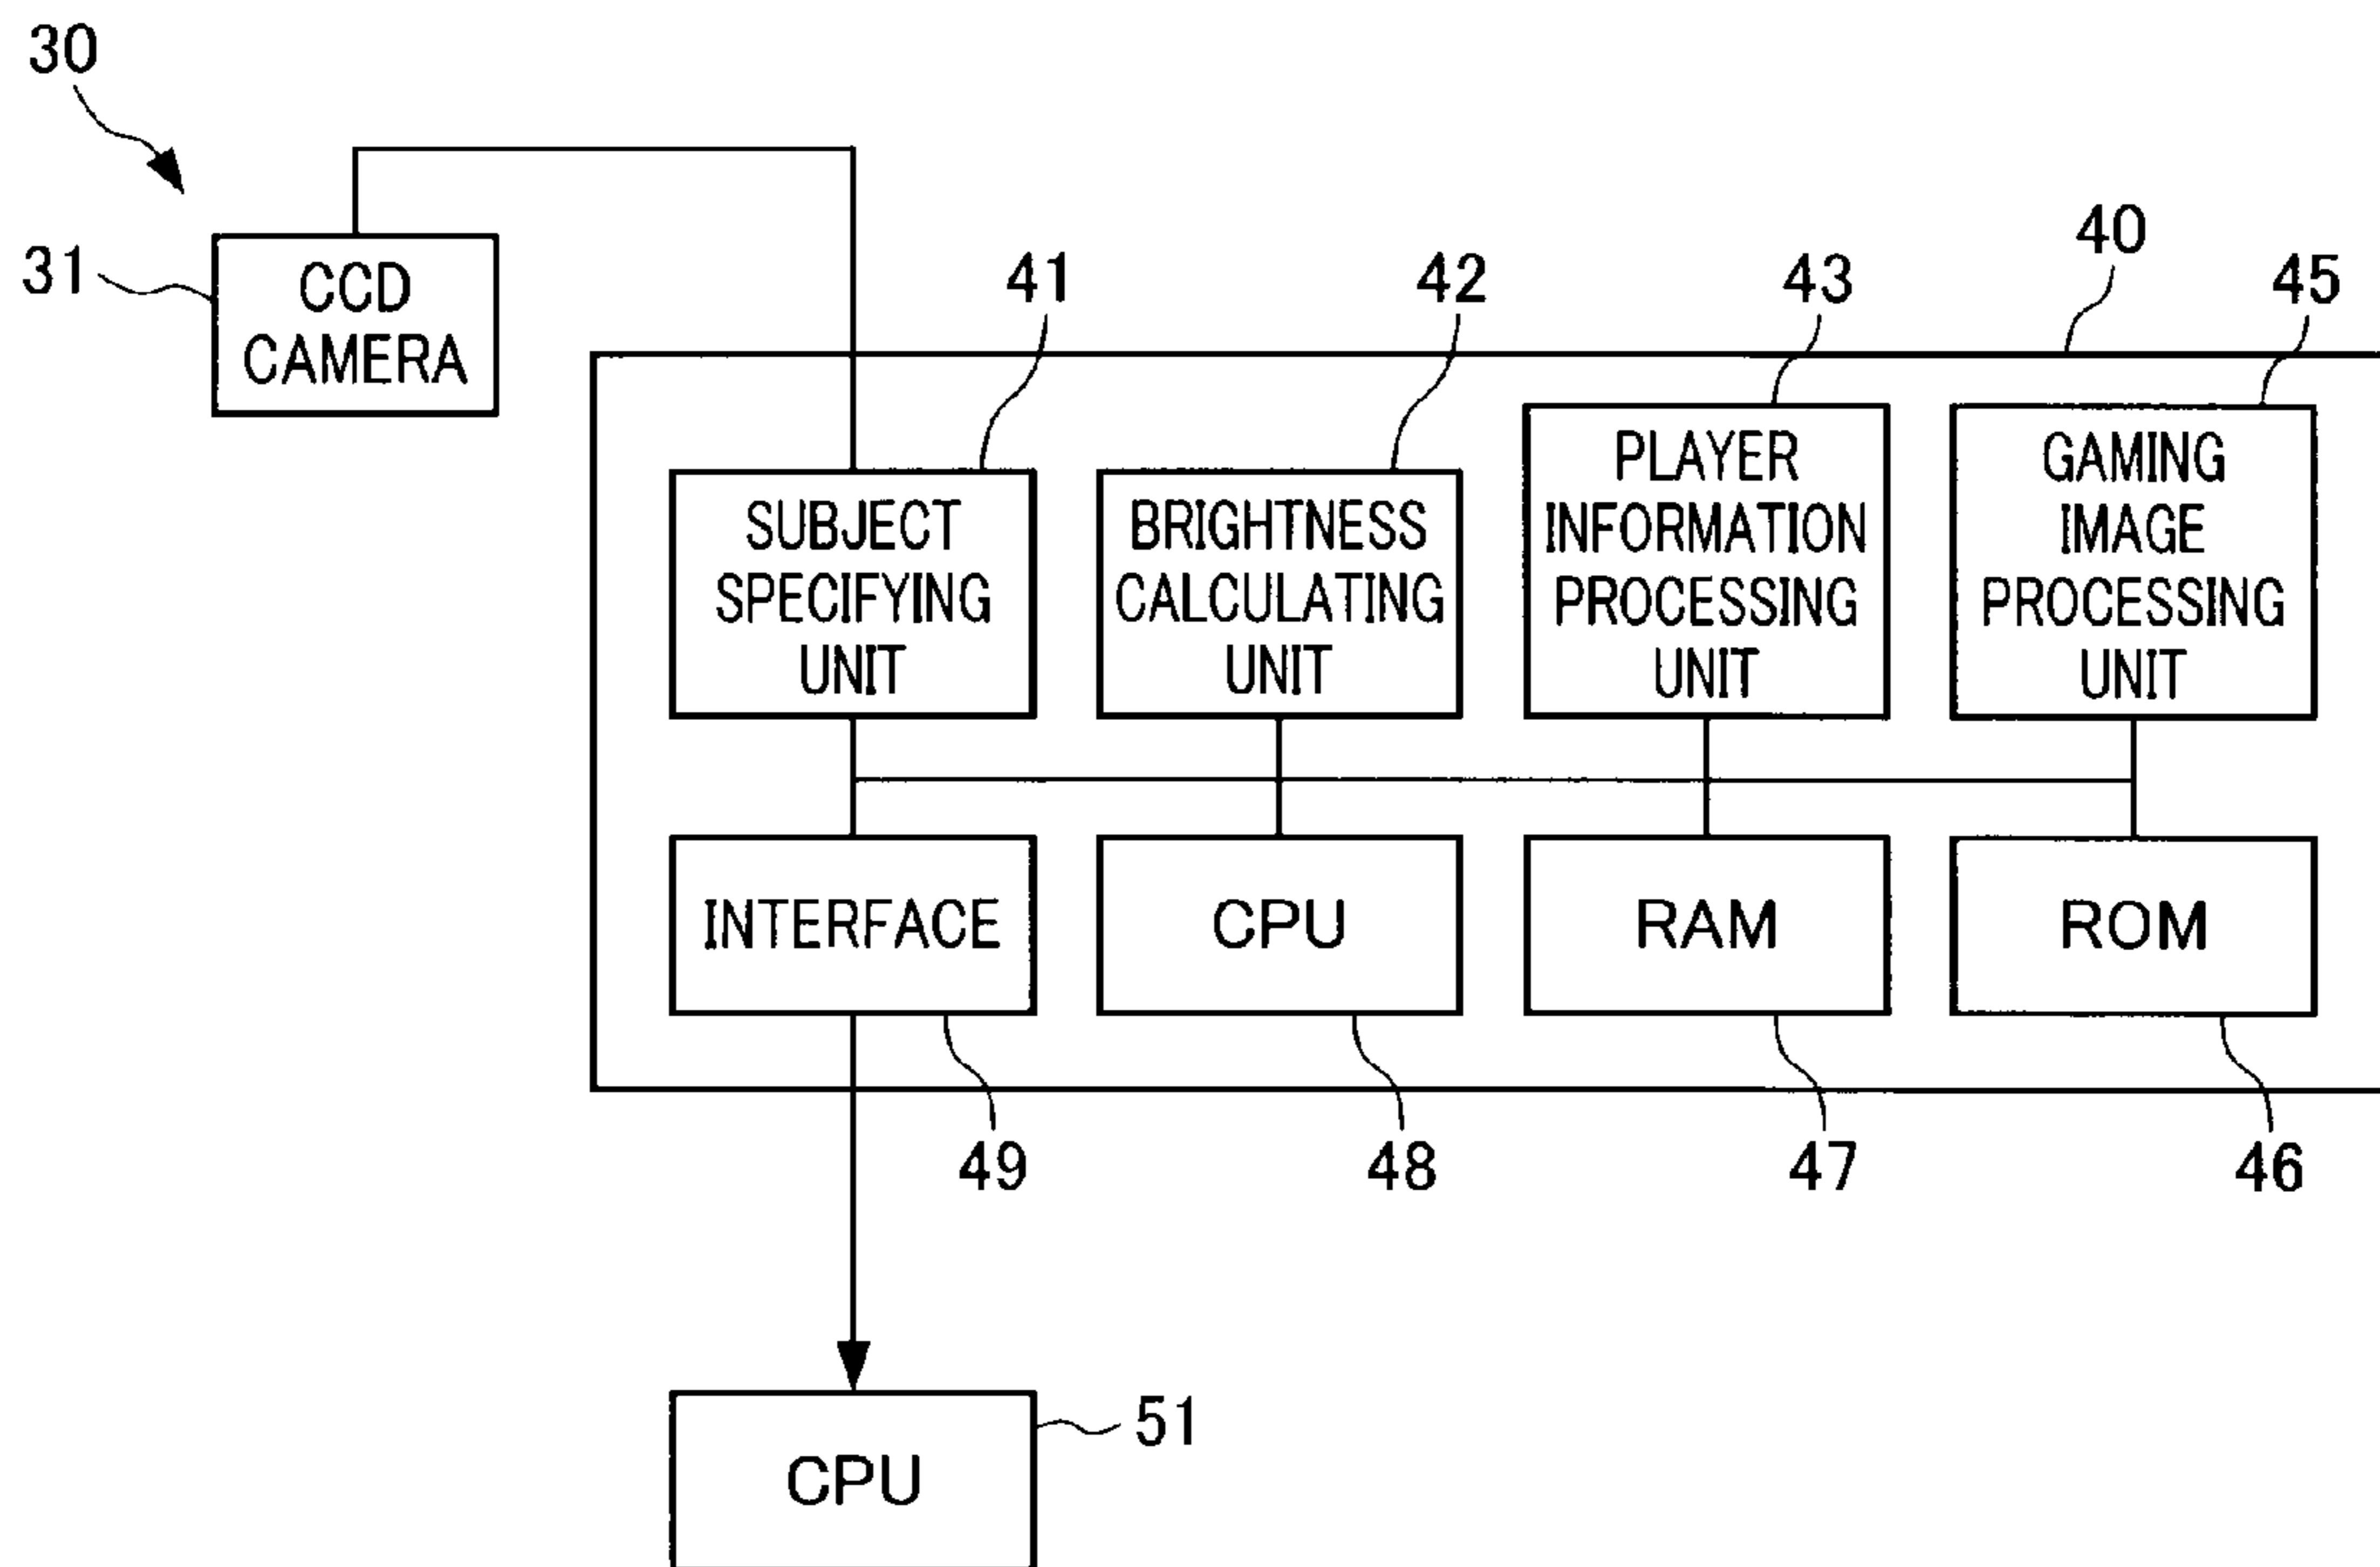 30
31
CCD
CAMERA
40
41
42
43
45
SUBJECT
SPECIFYING
UNIT
BRIGHTNESS
CALCULATING
UNIT
PLAYER
INFORMATION
PROCESSING
UNIT
GAMING
IMAGE
PROCESSING
UNIT
INTERFACE
CPU
RAM
ROM
49
48
47
46
CPU
51